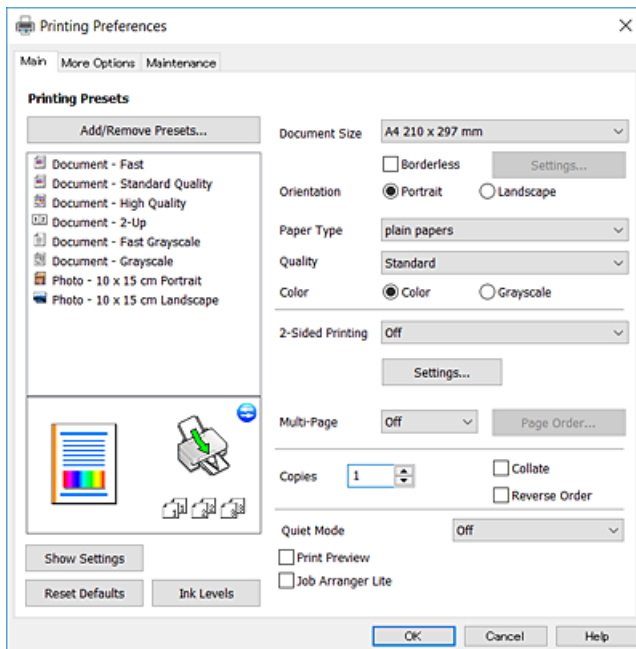 Printing Preferences
Main More Options Maintenance
Printing Presets
Add/Remove Presets...
Document - Fast
Document - Standard Quality
Document - High Quality
Document - 2-Up
Document - Fast Grayscale
Document - Grayscale
Photo - 10 x 15 cm Portrait
Photo - 10 x 15 cm Landscape
Show Settings
Reset Defaults Ink Levels
Document Size A4 210 x 297 mm
Borderless Settings...
Orientation Portrait Landscape
Paper Type plain papers
Quality Standard
Color Color Grayscale
2-Sided Printing Off
Settings...
Multi-Page Off Page Order...
Copies 1 Collate
Reverse Order
Quiet Mode Off
Print Preview
Job Arranger Lite
OK Cancel Help